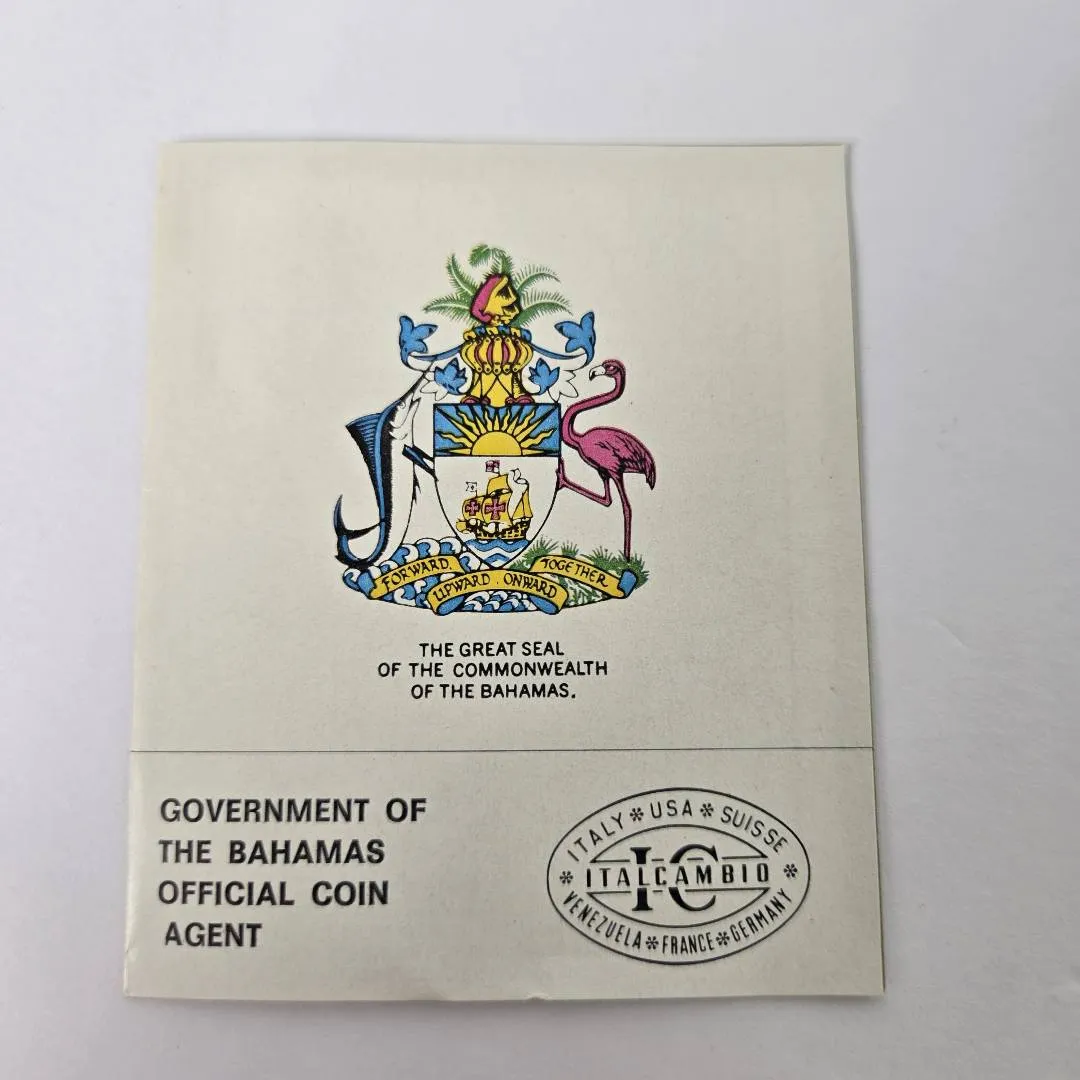 FORWARD, UPWARD, ONWARD TOGETHER
THE GREAT SEAL
OF THE COMMONWEALTH
OF THE BAHAMAS.
GOVERNMENT OF
THE BAHAMAS
OFFICIAL COIN
AGENT
ITALY * USA * SUISSE
IC
ITALCAMBIO
* VENEZUELA * FRANCE * GERMANY *